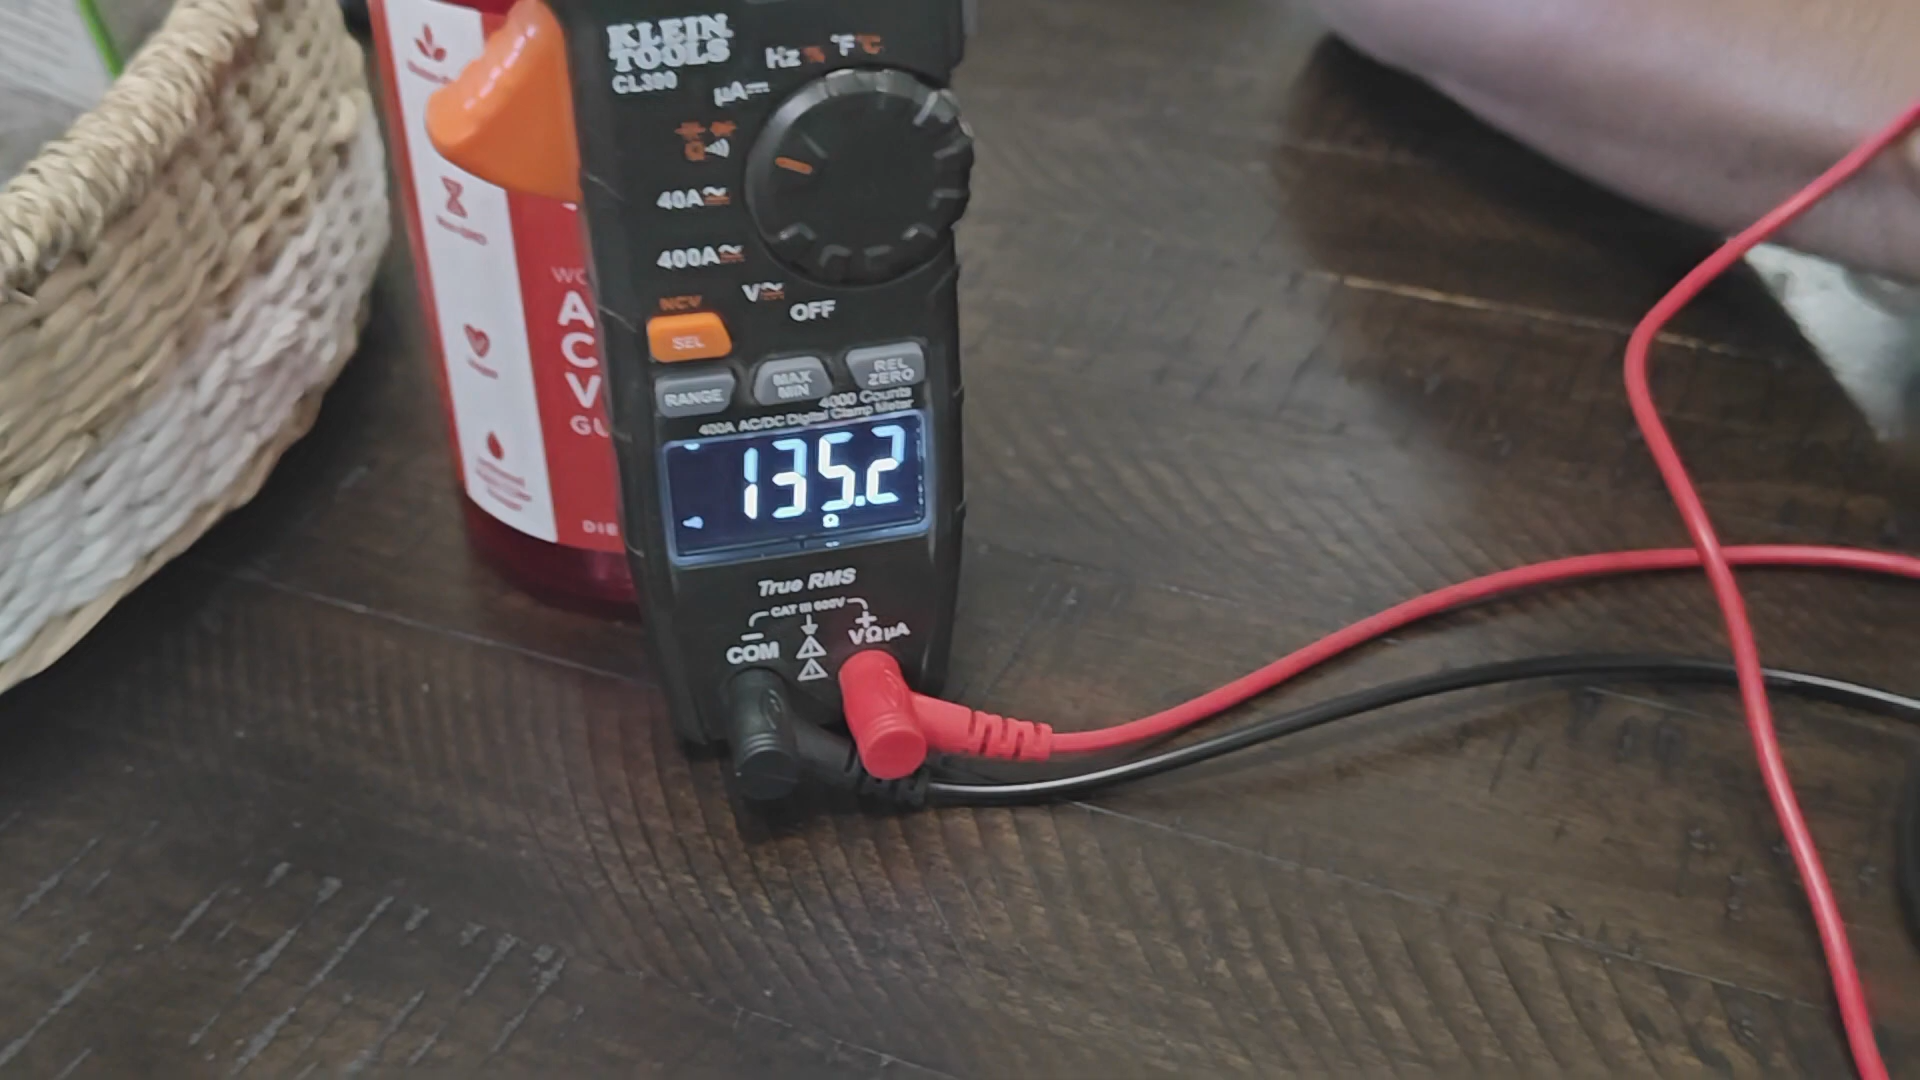 KLEIN
TOOLS
CL390
Hz % °F °C
µA
Ω
40A
400A
V
OFF
NCV
SEL
RANGE
MAX
MIN
REL
ZERO
4000 Counts
400A AC/DC Digital Clamp Meter
135.2
Ω
True RMS
CAT III 600V
− +
COM
VΩµA
A
C
V